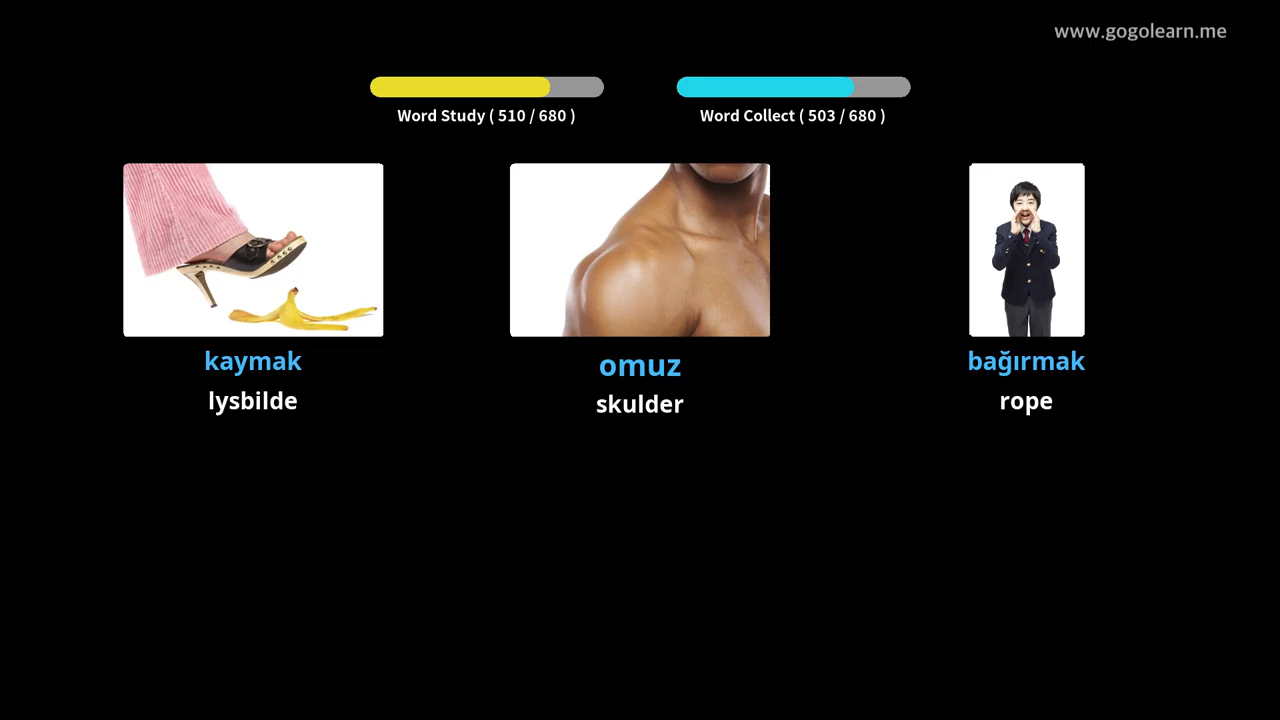 www.gogolearn.me
Word Study ( 510 / 680 )
Word Collect ( 503 / 680 )
kaymak
lysbilde
omuz
skulder
bağırmak
rope